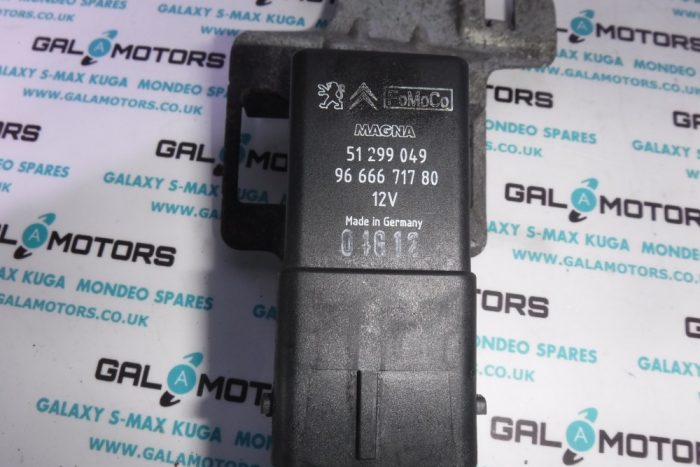 FoMoCo
MAGNA
51 299 049
96 666 717 80
12V
Made in Germany
GAL A MOTORS
GALAXY S-MAX KUGA MONDEO SPARES
WWW.GALAMOTORS.CO.UK